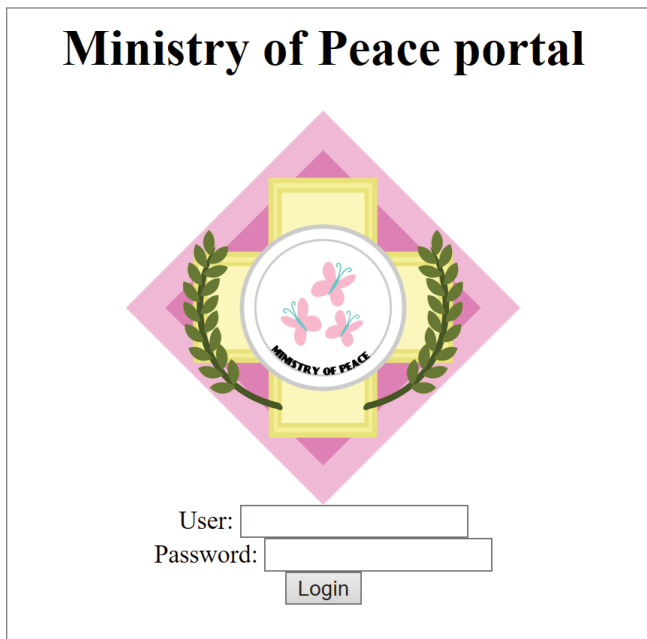 Ministry of Peace portal
MINISTRY OF PEACE
User:
Password:
Login